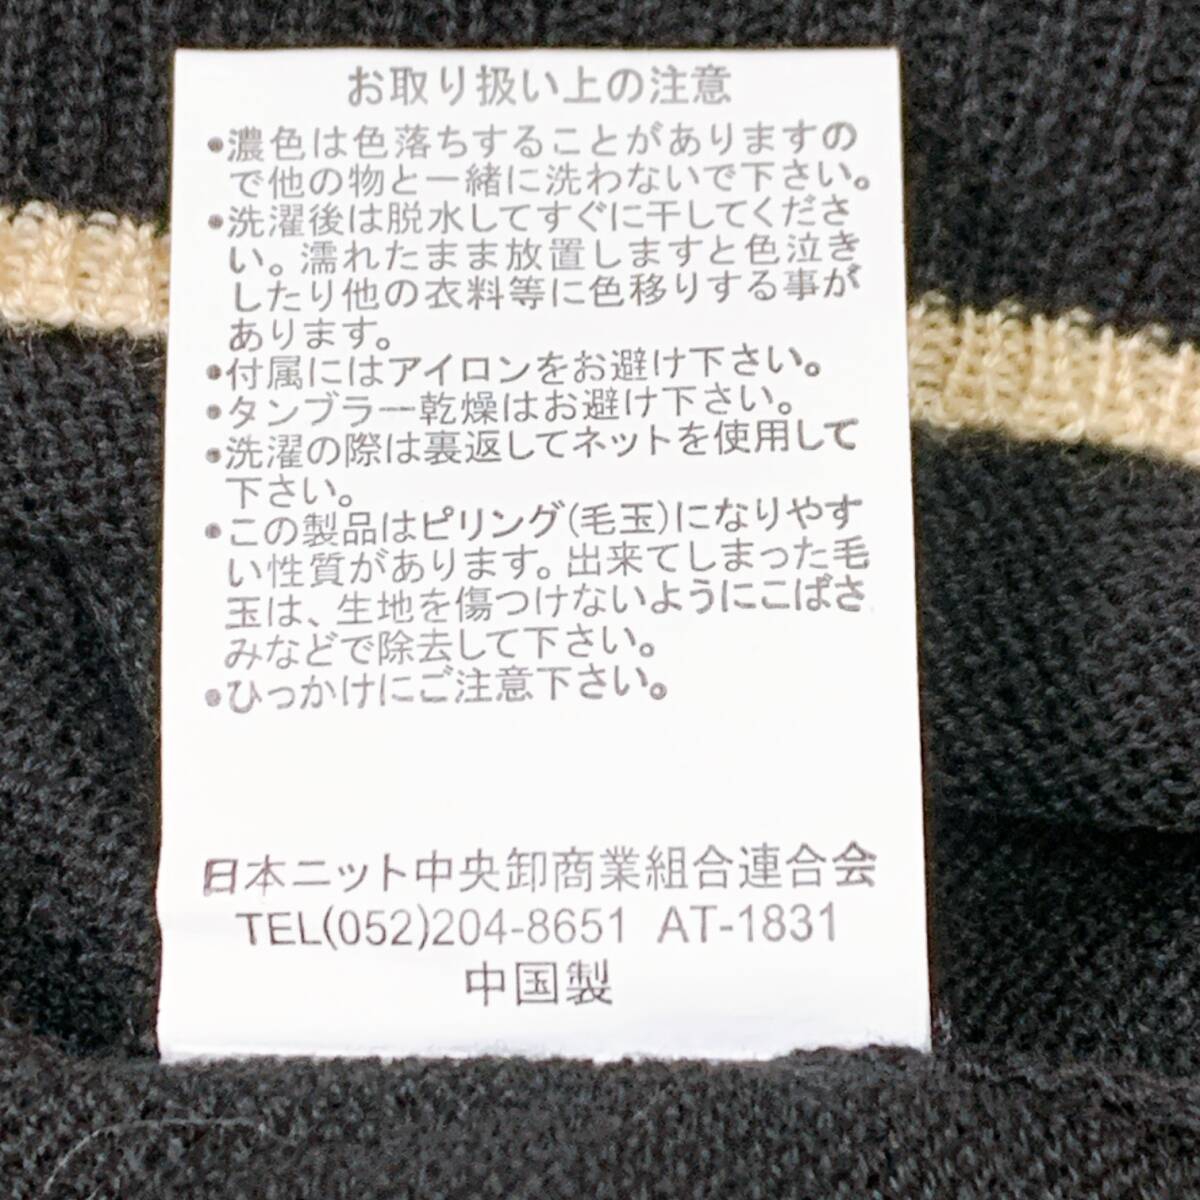 お取り扱い上の注意
•濃色は色落ちすることがありますの
で他の物と一緒に洗わないで下さい。
•洗濯後は脱水してすぐに干してくださ
い。濡れたまま放置しますと色泣き
したり他の衣料等に色移りする事が
あります。
•付属にはアイロンをお避け下さい。
•タンブラー乾燥はお避け下さい。
•洗濯の際は裏返してネットを使用して
下さい。
•この製品はピリング(毛玉)になりやす
い性質があります。出来てしまった毛
玉は、生地を傷つけないようにこばさ
みなどで除去して下さい。
•ひっかけにご注意下さい。
日本ニット中央卸商業組合連合会
TEL(052)204-8651 AT-1831
中国製